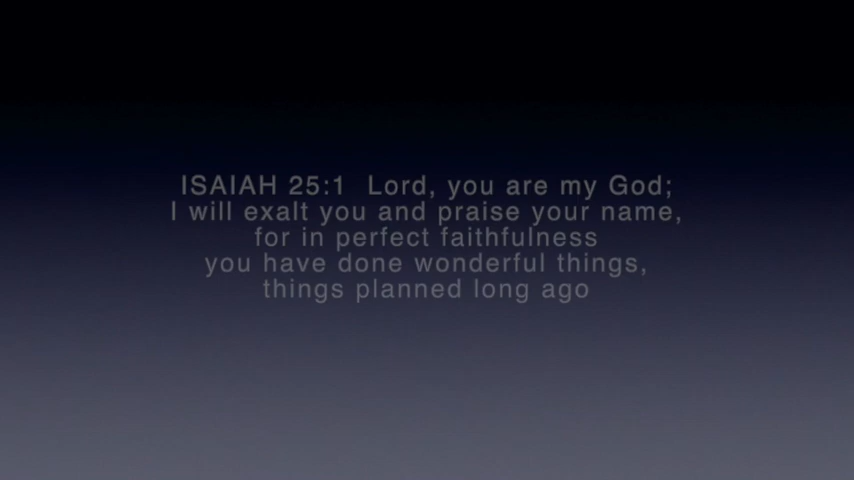 ISAIAH 25:1  Lord, you are my God;
I will exalt you and praise your name,
for in perfect faithfulness
you have done wonderful things,
things planned long ago